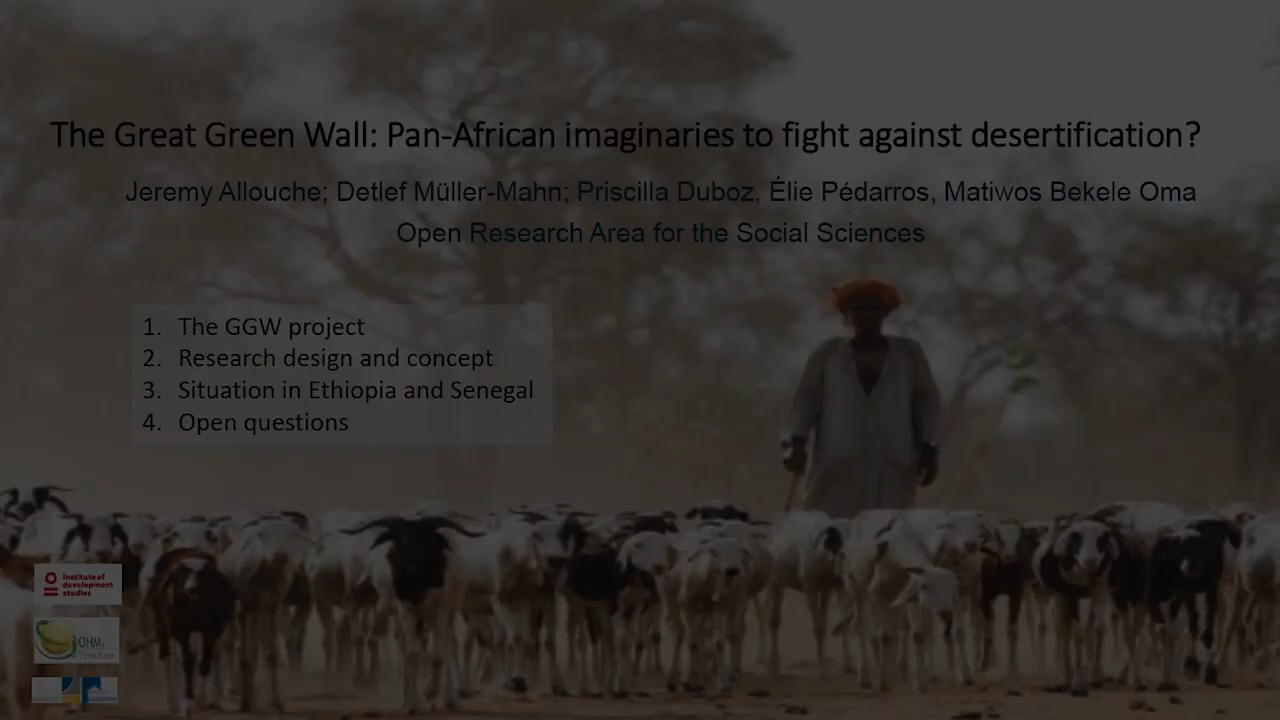 The Great Green Wall: Pan-African imaginaries to fight against desertification?
Jeremy Allouche; Detlef Müller-Mahn; Priscilla Duboz, Élie Pédarros, Matiwos Bekele Oma
Open Research Area for the Social Sciences
1. The GGW project
2. Research design and concept
3. Situation in Ethiopia and Senegal
4. Open questions
Institute of
development
studies
OHM.